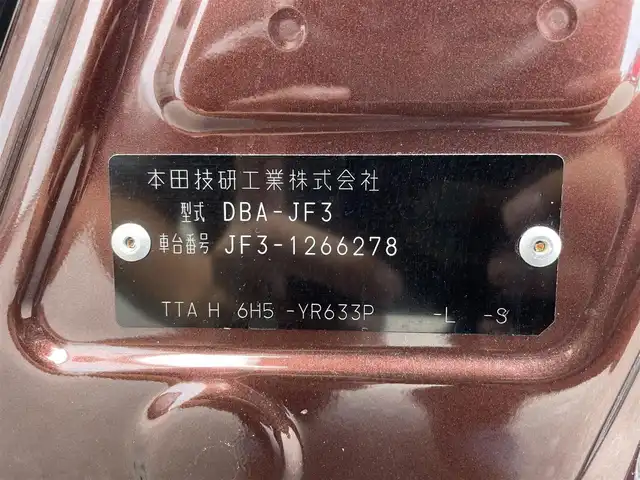 本田技研工業株式会社
型式 DBA-JF3
車台番号 JF3-1266278
TTA H 6H5 -YR633P -L -S